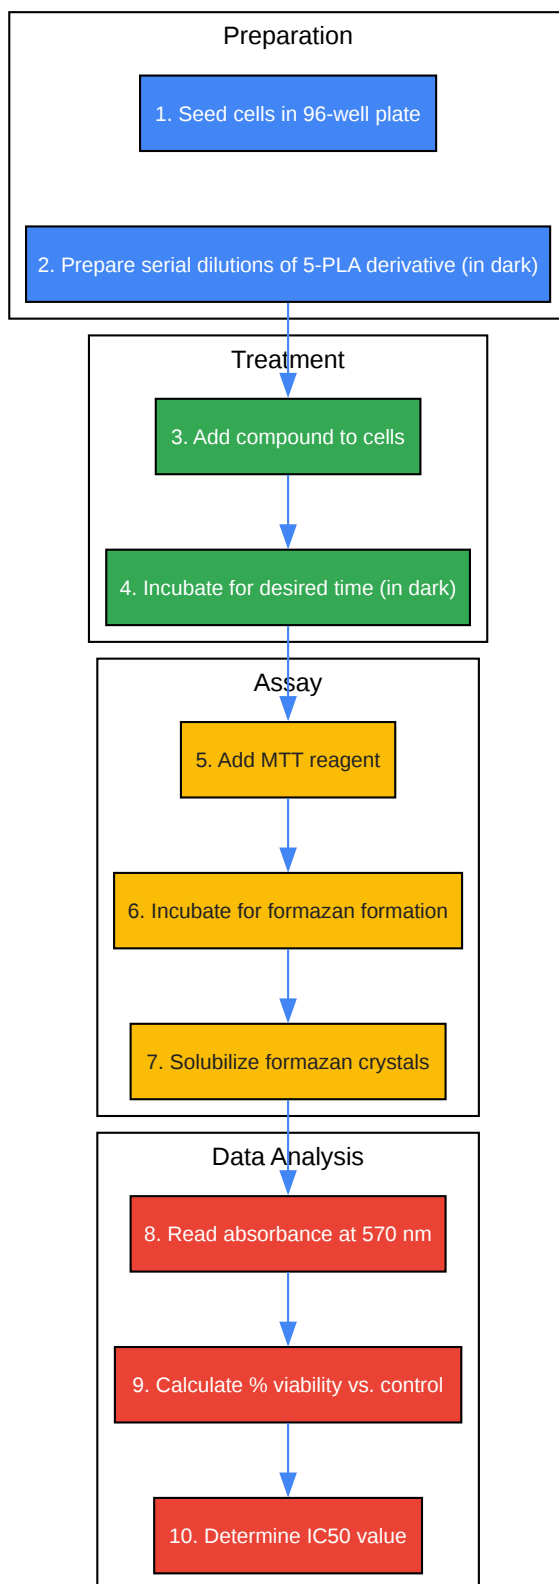 Preparation
1. Seed cells in 96-well plate
2. Prepare serial dilutions of 5-PLA derivative (in dark)
Treatment
3. Add compound to cells
4. Incubate for desired time (in dark)
Assay
5. Add MTT reagent
6. Incubate for formazan formation
7. Solubilize formazan crystals
Data Analysis
8. Read absorbance at 570 nm
9. Calculate % viability vs. control
10. Determine IC50 value